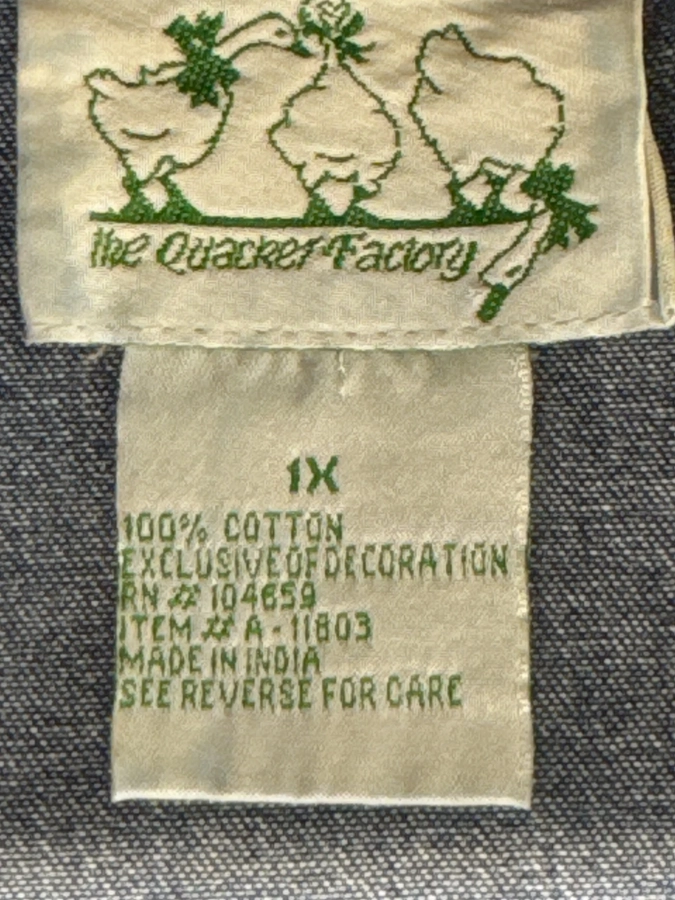 the Quacker Factory
1X
100% COTTON
EXCLUSIVE OF DECORATION
RN # 104659
ITEM # A-11803
MADE IN INDIA
SEE REVERSE FOR CARE